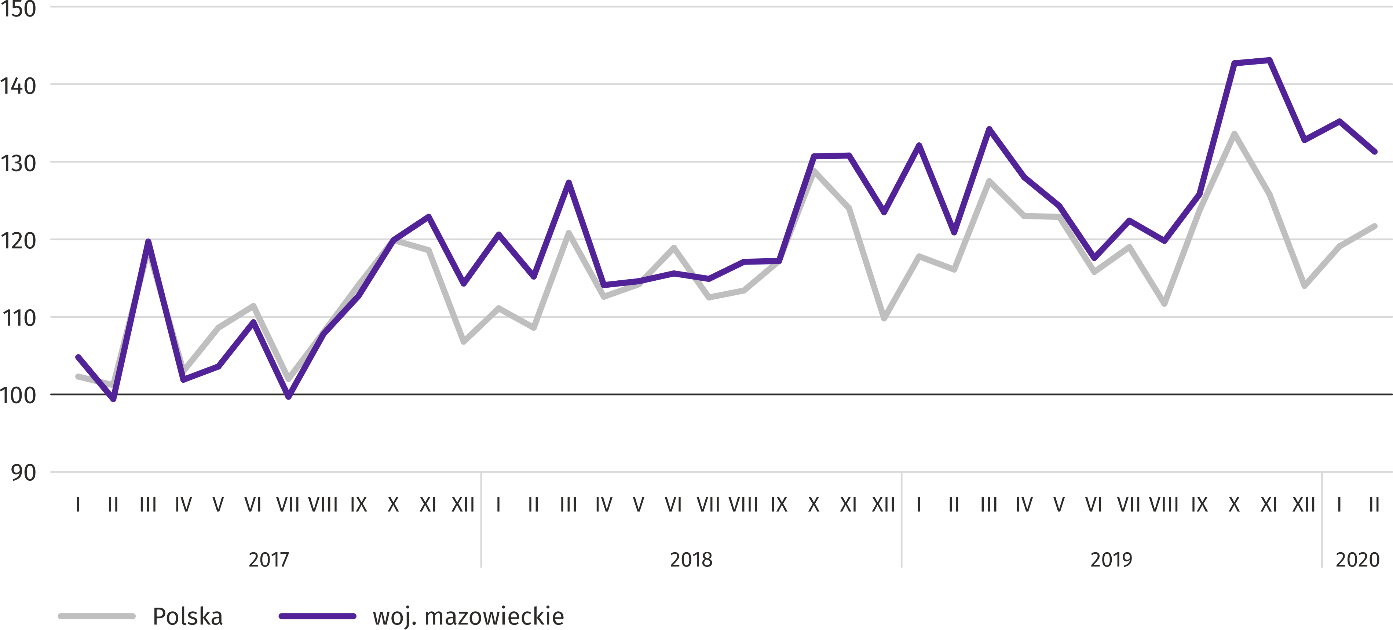 150
140
130
120
110
100
90
I II III IV V VI VII VIII IX X XI XII I II III IV V VI VII VIII IX X XI XII I II III IV V VI VII VIII IX X XI XII I II
2017 2018 2019 2020
Polska woj. mazowieckie